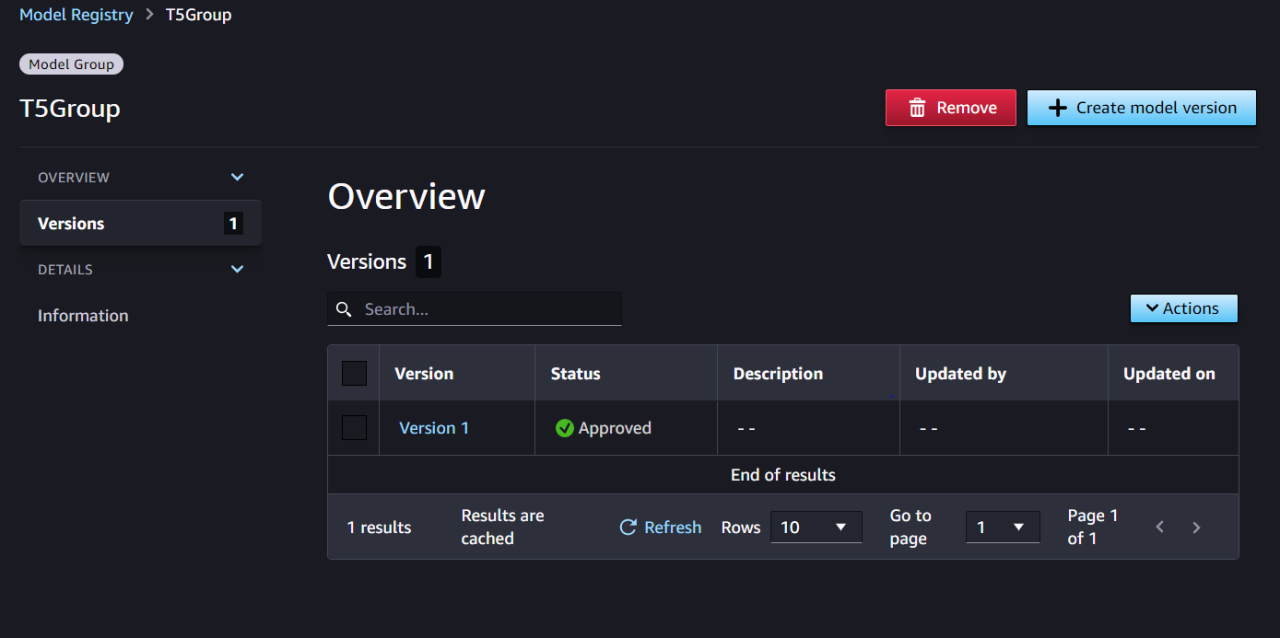 Model Registry > T5Group
Model Group
T5Group
Remove
Create model version
OVERVIEW
Versions 1
DETAILS
Information
Overview
Versions 1
Search...
Actions
Version Status Description Updated by Updated on
Version 1 Approved - - - - - -
End of results
1 results
Results are
cached
Refresh
Rows 10
Go to
page
1
Page 1
of 1